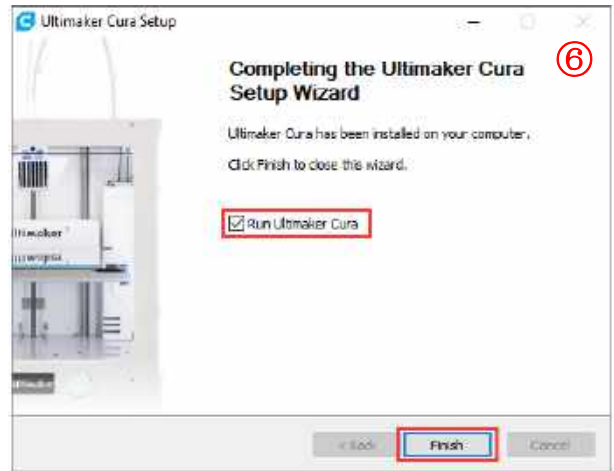 Ultimaker Cura Setup
⑥
Completing the Ultimaker Cura
Setup Wizard
Ultimaker Cura has been installed on your computer.
Click Finish to close this wizard.
Run Ultimaker Cura
Ultimaker
< Back
Finish
Cancel